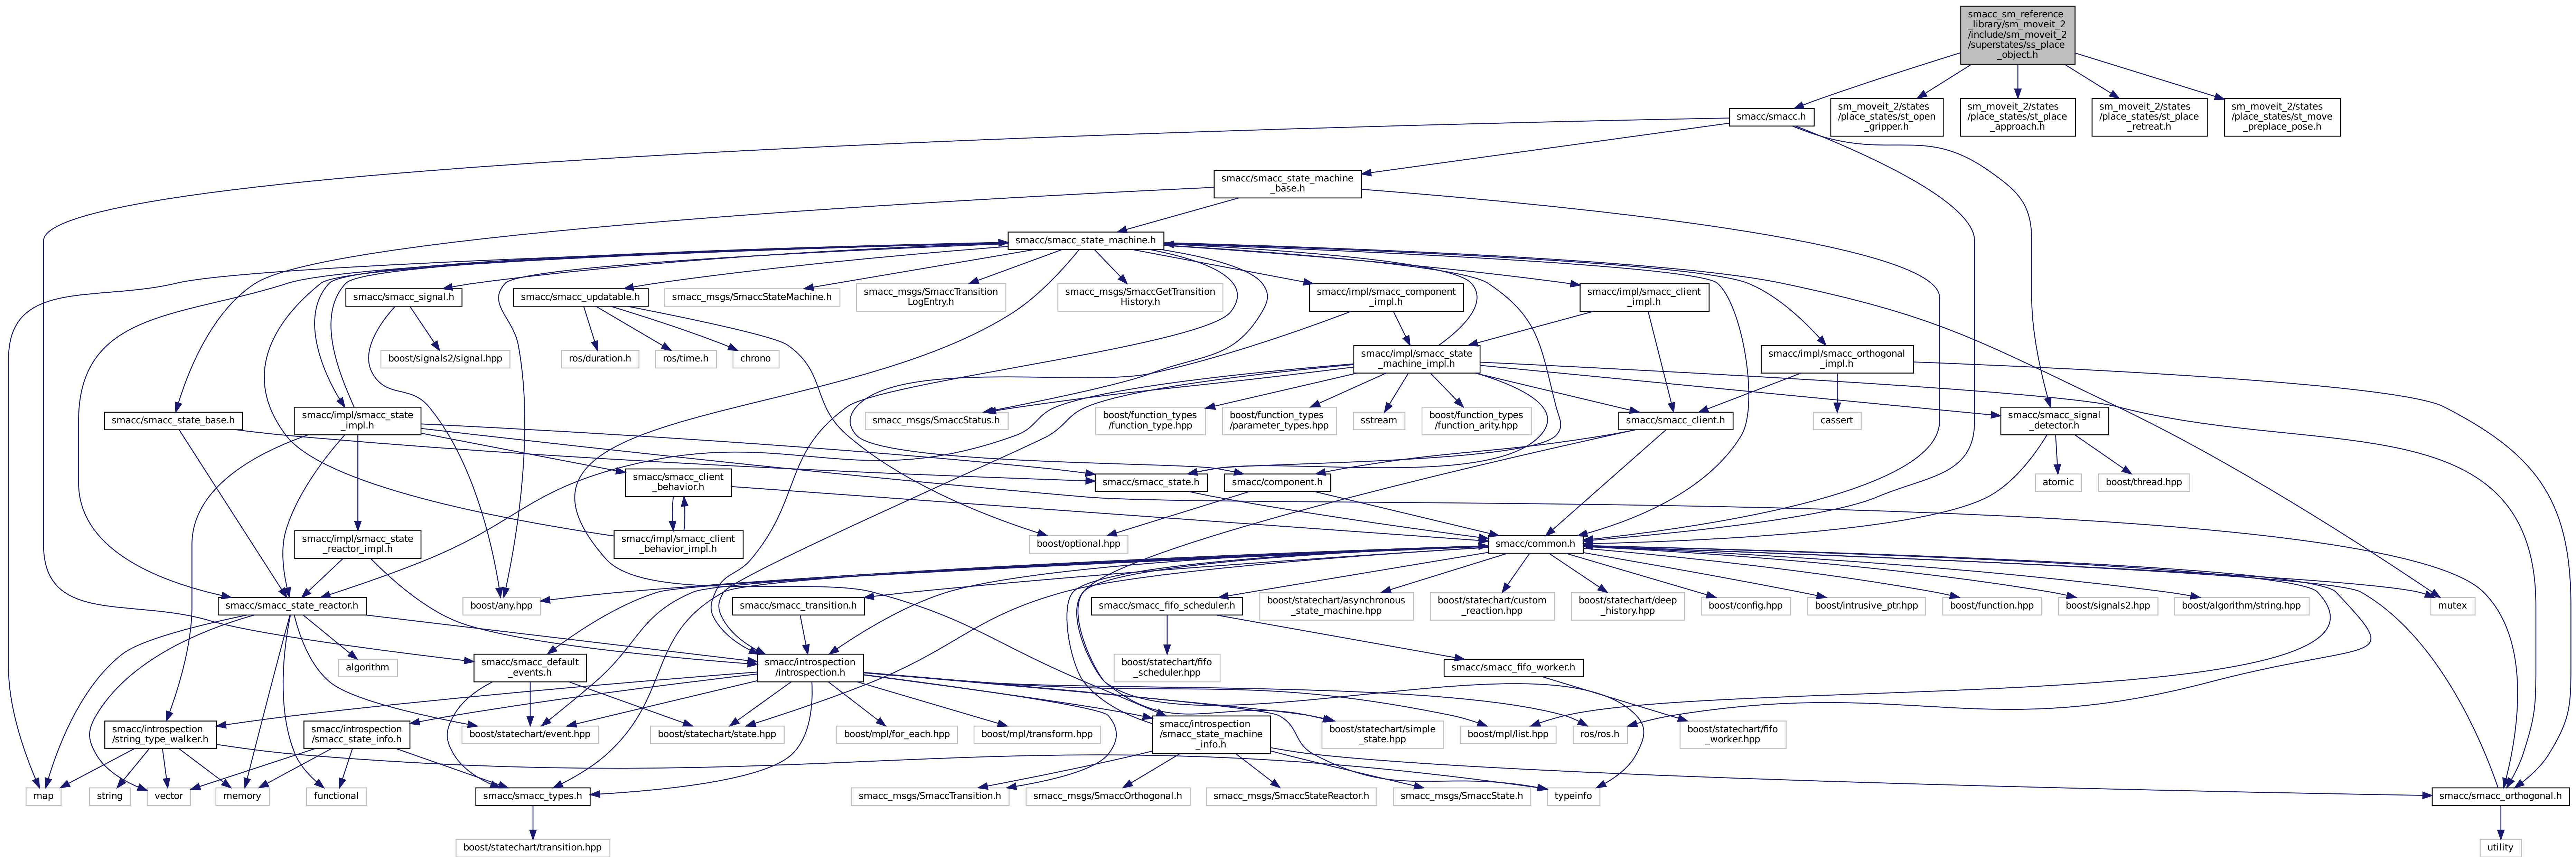 smacc_sm_reference
_library/sm_moveit_2
/include/sm_moveit_2
/superstates/ss_place
_object.h
smacc/smacc.h
sm_moveit_2/states
/place_states/st_open
_gripper.h
sm_moveit_2/states
/place_states/st_place
_approach.h
sm_moveit_2/states
/place_states/st_place
_retreat.h
sm_moveit_2/states
/place_states/st_move
_preplace_pose.h
smacc/smacc_state_machine
_base.h
smacc/smacc_state_machine.h
smacc/smacc_signal.h
smacc/smacc_updatable.h
smacc_msgs/SmaccStateMachine.h
smacc_msgs/SmaccTransition
LogEntry.h
smacc_msgs/SmaccGetTransition
History.h
smacc/impl/smacc_component
_impl.h
smacc/impl/smacc_client
_impl.h
boost/signals2/signal.hpp
ros/duration.h
ros/time.h
chrono
smacc/impl/smacc_state
_machine_impl.h
smacc/impl/smacc_orthogonal
_impl.h
smacc/smacc_state_base.h
smacc/impl/smacc_state
_impl.h
smacc_msgs/SmaccStatus.h
boost/function_types
/function_type.hpp
boost/function_types
/parameter_types.hpp
sstream
boost/function_types
/function_arity.hpp
smacc/smacc_client.h
cassert
smacc/smacc_signal
_detector.h
smacc/smacc_client
_behavior.h
smacc/smacc_state.h
smacc/component.h
atomic
boost/thread.hpp
smacc/impl/smacc_state
_reactor_impl.h
smacc/impl/smacc_client
_behavior_impl.h
boost/optional.hpp
smacc/common.h
smacc/smacc_state_reactor.h
boost/any.hpp
smacc/smacc_transition.h
smacc/smacc_fifo_scheduler.h
boost/statechart/asynchronous
_state_machine.hpp
boost/statechart/custom
_reaction.hpp
boost/statechart/deep
_history.hpp
boost/config.hpp
boost/intrusive_ptr.hpp
boost/function.hpp
boost/signals2.hpp
boost/algorithm/string.hpp
mutex
algorithm
smacc/smacc_default
_events.h
smacc/introspection
/introspection.h
boost/statechart/fifo
_scheduler.hpp
smacc/smacc_fifo_worker.h
smacc/introspection
/string_type_walker.h
smacc/introspection
/smacc_state_info.h
boost/statechart/event.hpp
boost/statechart/state.hpp
boost/mpl/for_each.hpp
boost/mpl/transform.hpp
smacc/introspection
/smacc_state_machine
_info.h
boost/statechart/simple
_state.hpp
boost/mpl/list.hpp
ros/ros.h
boost/statechart/fifo
_worker.hpp
map
string
vector
memory
functional
smacc/smacc_types.h
smacc_msgs/SmaccTransition.h
smacc_msgs/SmaccOrthogonal.h
smacc_msgs/SmaccStateReactor.h
smacc_msgs/SmaccState.h
typeinfo
smacc/smacc_orthogonal.h
boost/statechart/transition.hpp
utility